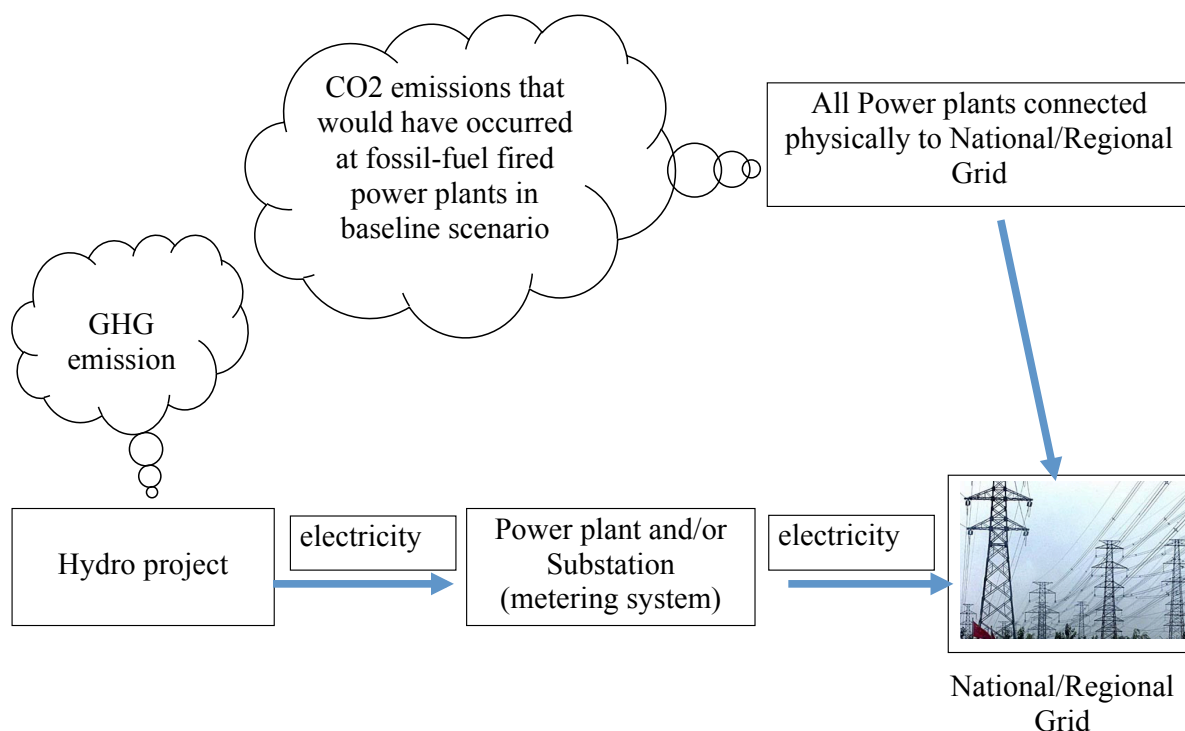 CO2 emissions that
would have occurred
at fossil-fuel fired
power plants in
baseline scenario
All Power plants connected
physically to National/Regional
Grid
GHG
emission
Hydro project
electricity
Power plant and/or
Substation
(metering system)
electricity
National/Regional
Grid